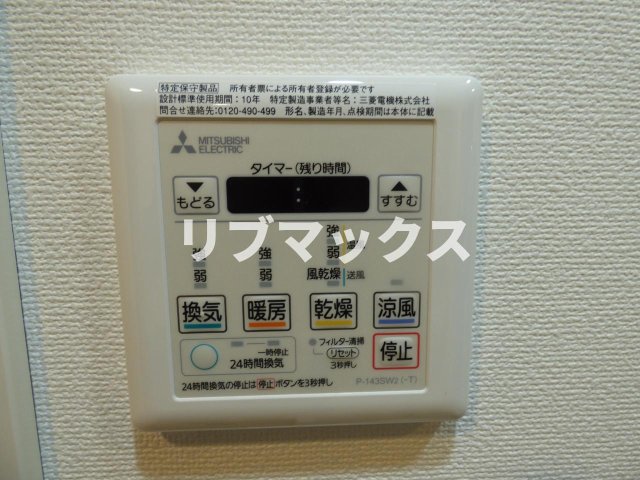 特定保守製品 所有者票による所有者登録が必要です
設計標準使用期間：10年 特定製造事業者等名：三菱電機株式会社
問合せ連絡先：0120-490-499 形名、製造年月、点検期間は本体に記載
MITSUBISHI
ELECTRIC
タイマー(残り時間)
▼ もどる
:
▲ すすむ
リブマックス
強 強 強
弱 弱 弱
風乾燥 送風
換気 暖房 乾燥 涼風
一時停止
24時間換気
フィルター清掃
リセット
3秒押し
停止
24時間換気の停止は停止ボタンを3秒押し
P-143SW2(-T)